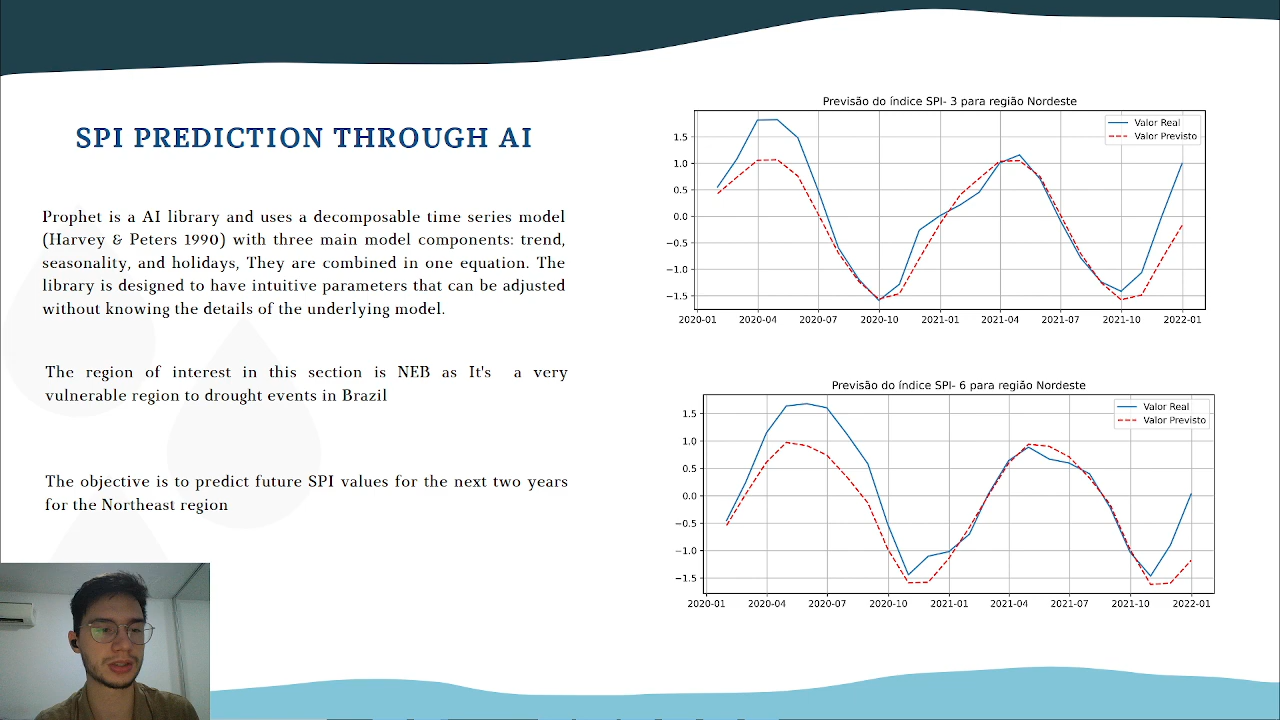 SPI PREDICTION THROUGH AI
Prophet is a AI library and uses a decomposable time series model
(Harvey & Peters 1990) with three main model components: trend,
seasonality, and holidays, They are combined in one equation. The
library is designed to have intuitive parameters that can be adjusted
without knowing the details of the underlying model.
The region of interest in this section is NEB as It's a very
vulnerable region to drought events in Brazil
The objective is to predict future SPI values for the next two years
for the Northeast region
Previsão do índice SPI- 3 para região Nordeste
Valor Real
Valor Previsto
1.5
1.0
0.5
0.0
−0.5
−1.0
−1.5
2020-01 2020-04 2020-07 2020-10 2021-01 2021-04 2021-07 2021-10 2022-01
Previsão do índice SPI- 6 para região Nordeste
Valor Real
Valor Previsto
1.5
1.0
0.5
0.0
−0.5
−1.0
−1.5
2020-01 2020-04 2020-07 2020-10 2021-01 2021-04 2021-07 2021-10 2022-01